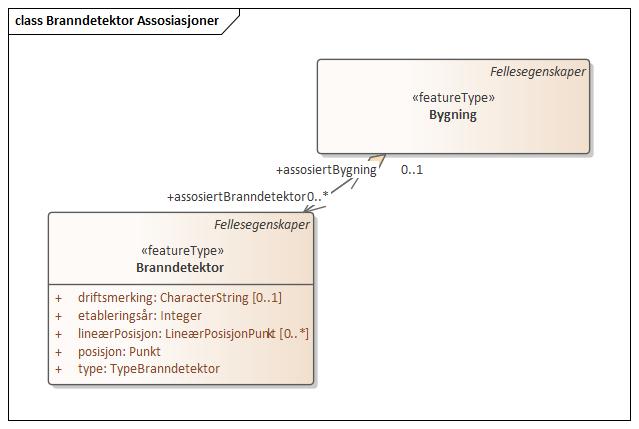 class Branndetektor Assosiasjoner
Fellesegenskaper
«featureType»
Bygning
+assosiertBygning 0..1
+assosiertBranndetektor 0..*
Fellesegenskaper
«featureType»
Branndetektor
+ driftsmerking: CharacterString [0..1]
+ etableringsår: Integer
+ lineærPosisjon: LineærPosisjonPunkt [0..*]
+ posisjon: Punkt
+ type: TypeBranndetektor